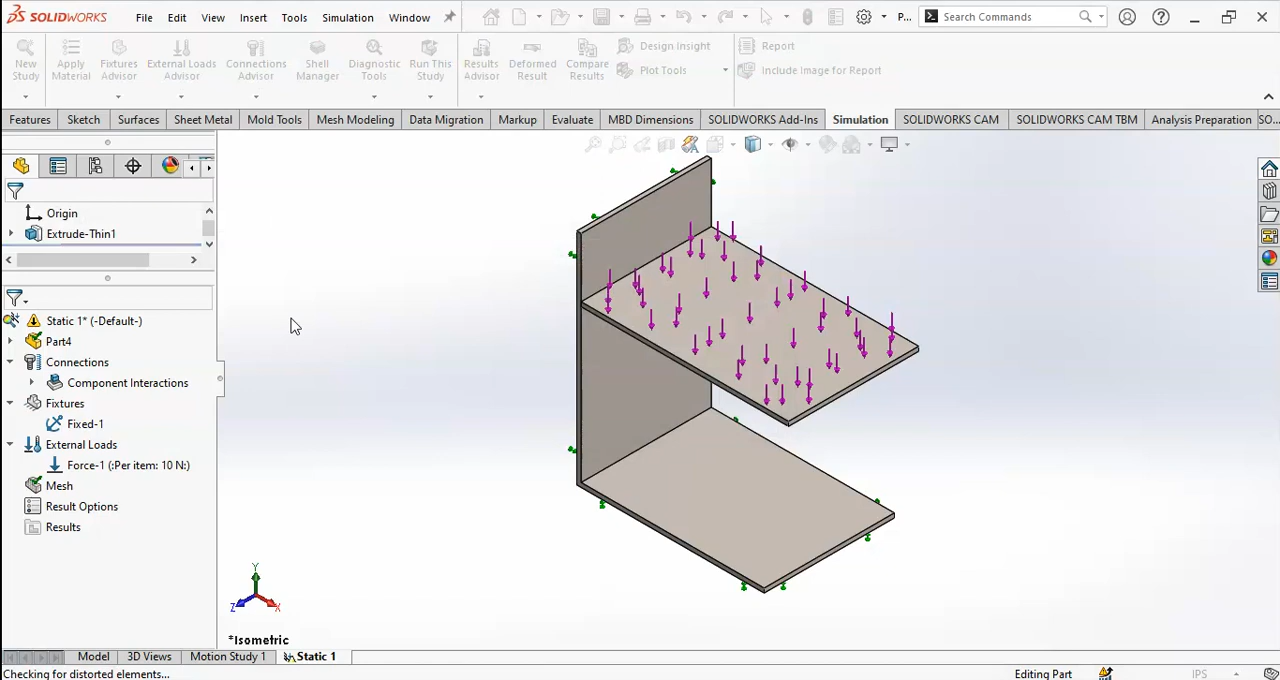 SOLIDWORKS File Edit View Insert Tools Simulation Window P... Search Commands
New Study
Apply Material
Fixtures Advisor
External Loads Advisor
Connections Advisor
Shell Manager
Diagnostic Tools
Run This Study
Results Advisor
Deformed Result
Compare Results
Design Insight
Plot Tools
Report
Include Image for Report
Features Sketch Surfaces Sheet Metal Mold Tools Mesh Modeling Data Migration Markup Evaluate MBD Dimensions SOLIDWORKS Add-Ins Simulation SOLIDWORKS CAM SOLIDWORKS CAM TBM Analysis Preparation SO...
Origin
Extrude-Thin1
Static 1* (-Default-)
Part4
Connections
Component Interactions
Fixtures
Fixed-1
External Loads
Force-1 (:Per item: 10 N:)
Mesh
Result Options
Results
Y
Z X
*Isometric
Model 3D Views Motion Study 1 Static 1
Checking for distorted elements... Editing Part IPS